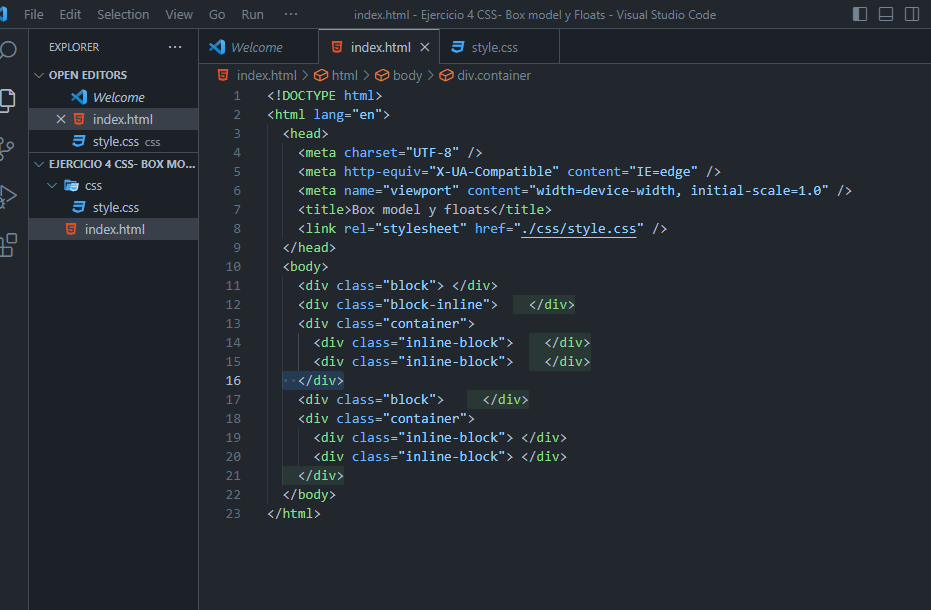 File Edit Selection View Go Run ··· index.html - Ejercicio 4 CSS- Box model y Floats - Visual Studio Code
EXPLORER ···
OPEN EDITORS
Welcome
index.html
style.css css
EJERCICIO 4 CSS- BOX MO...
css
style.css
index.html
Welcome index.html style.css
index.html > html > body > div.container
1 <!DOCTYPE html>
2 <html lang="en">
3 <head>
4 <meta charset="UTF-8" />
5 <meta http-equiv="X-UA-Compatible" content="IE=edge" />
6 <meta name="viewport" content="width=device-width, initial-scale=1.0" />
7 <title>Box model y floats</title>
8 <link rel="stylesheet" href="./css/style.css" />
9 </head>
10 <body>
11 <div class="block"> </div>
12 <div class="block-inline"> </div>
13 <div class="container">
14 <div class="inline-block"> </div>
15 <div class="inline-block"> </div>
16 </div>
17 <div class="block"> </div>
18 <div class="container">
19 <div class="inline-block"> </div>
20 <div class="inline-block"> </div>
21 </div>
22 </body>
23 </html>